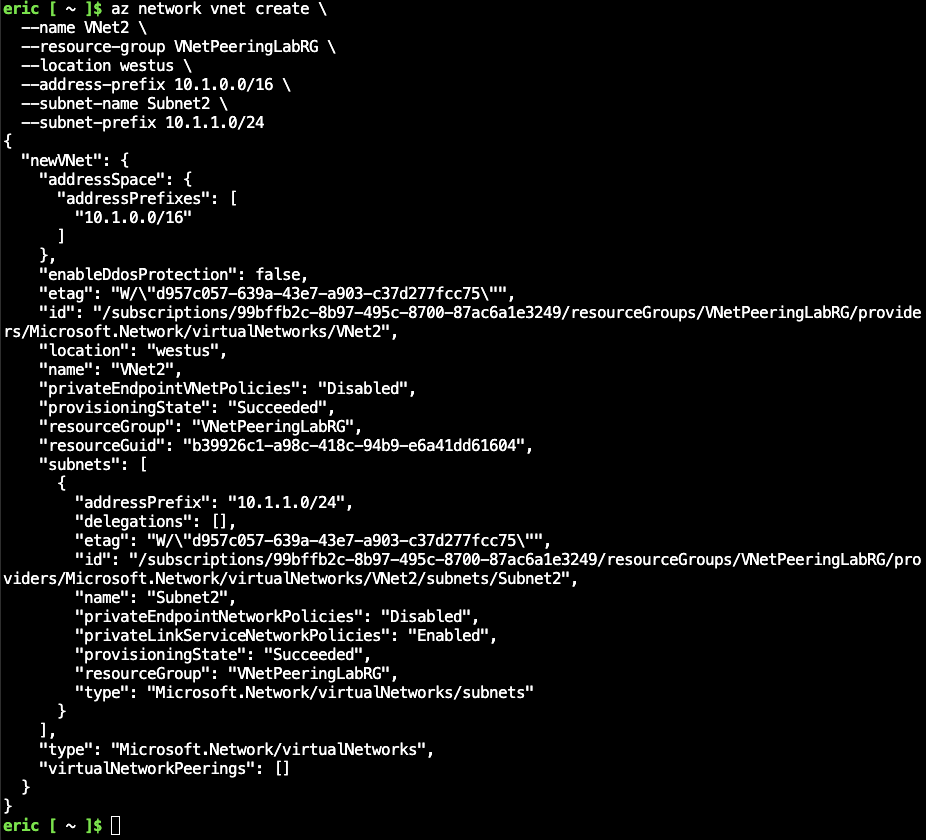 eric [ ~ ]$ az network vnet create \
  --name VNet2 \
  --resource-group VNetPeeringLabRG \
  --location westus \
  --address-prefix 10.1.0.0/16 \
  --subnet-name Subnet2 \
  --subnet-prefix 10.1.1.0/24
{
  "newVNet": {
    "addressSpace": {
      "addressPrefixes": [
        "10.1.0.0/16"
      ]
    },
    "enableDdosProtection": false,
    "etag": "W/\"d957c057-639a-43e7-a903-c37d277fcc75\"",
    "id": "/subscriptions/99bffb2c-8b97-495c-8700-87ac6a1e3249/resourceGroups/VNetPeeringLabRG/provide
rs/Microsoft.Network/virtualNetworks/VNet2",
    "location": "westus",
    "name": "VNet2",
    "privateEndpointVNetPolicies": "Disabled",
    "provisioningState": "Succeeded",
    "resourceGroup": "VNetPeeringLabRG",
    "resourceGuid": "b39926c1-a98c-418c-94b9-e6a41dd61604",
    "subnets": [
      {
        "addressPrefix": "10.1.1.0/24",
        "delegations": [],
        "etag": "W/\"d957c057-639a-43e7-a903-c37d277fcc75\"",
        "id": "/subscriptions/99bffb2c-8b97-495c-8700-87ac6a1e3249/resourceGroups/VNetPeeringLabRG/pro
viders/Microsoft.Network/virtualNetworks/VNet2/subnets/Subnet2",
        "name": "Subnet2",
        "privateEndpointNetworkPolicies": "Disabled",
        "privateLinkServiceNetworkPolicies": "Enabled",
        "provisioningState": "Succeeded",
        "resourceGroup": "VNetPeeringLabRG",
        "type": "Microsoft.Network/virtualNetworks/subnets"
      }
    ],
    "type": "Microsoft.Network/virtualNetworks",
    "virtualNetworkPeerings": []
  }
}
eric [ ~ ]$